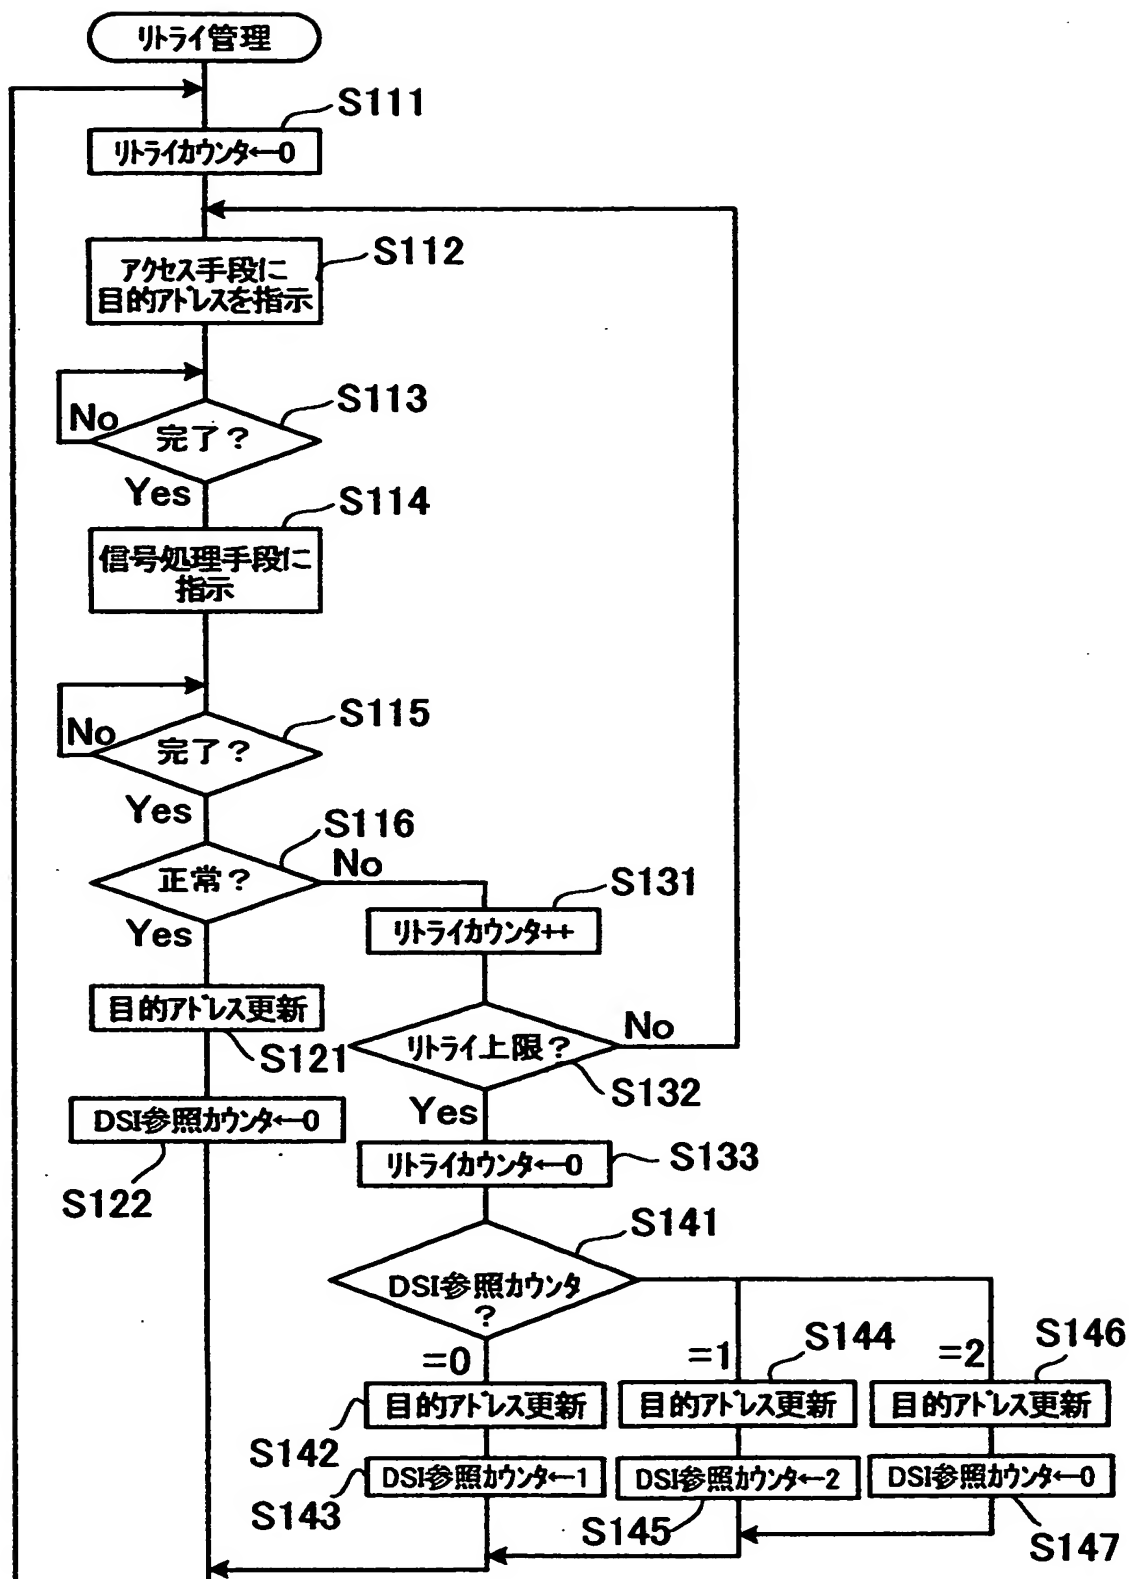 リトライ管理
S111
リトライカウンタ←0
S112
アクセス手段に
目的アドレスを指示
S113
No
完了?
Yes
S114
信号処理手段に
指示
S115
No
完了?
Yes
S116
正常?
No
Yes
S131
リトライカウンタ++
目的アドレス更新
S121
リトライ上限?
No
S132
Yes
DSI参照カウンタ←0
S122
リトライカウンタ←0
S133
S141
DSI参照カウンタ
?
=0
=1
=2
S144
S146
目的アドレス更新
目的アドレス更新
目的アドレス更新
S142
DSI参照カウンタ←1
DSI参照カウンタ←2
DSI参照カウンタ←0
S143
S145
S147